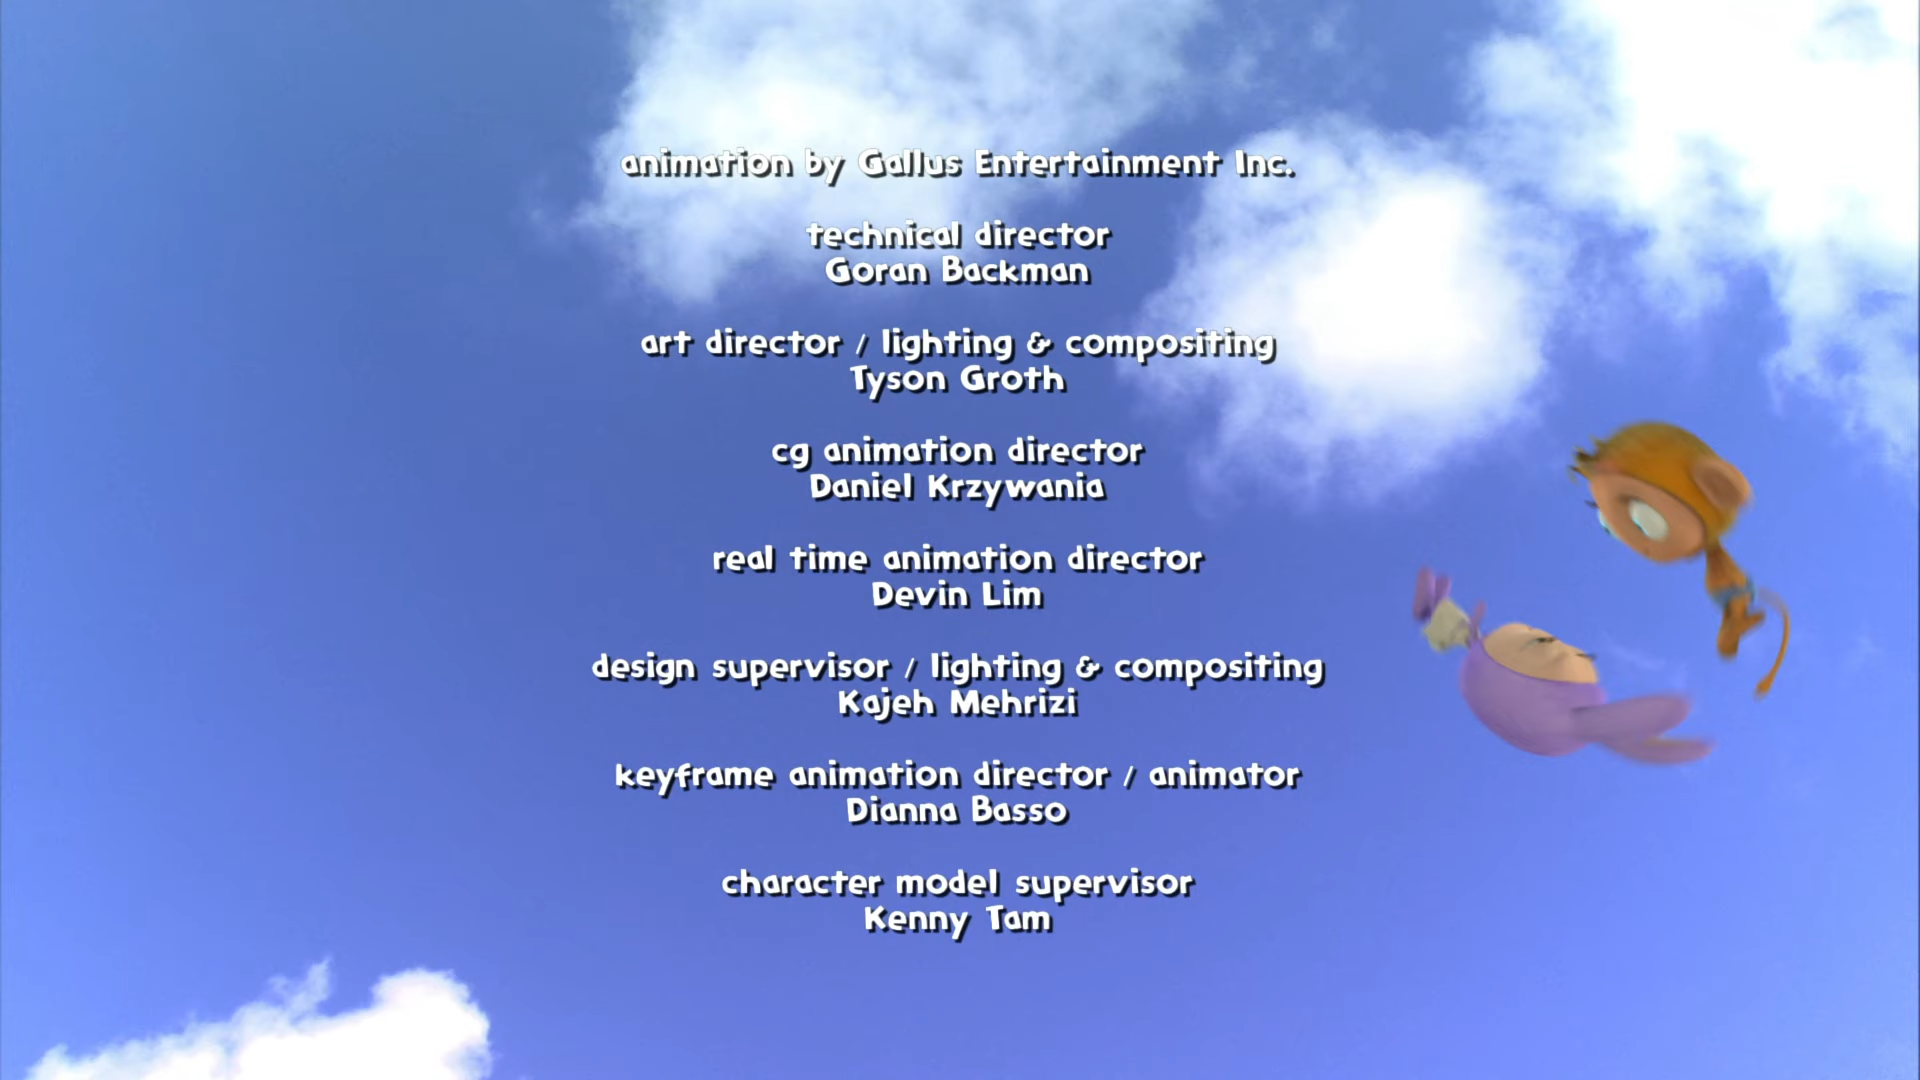 animation by Gallus Entertainment Inc.
technical director
Goran Backman
art director / lighting & compositing
Tyson Groth
cg animation director
Daniel Krzywania
real time animation director
Devin Lim
design supervisor / lighting & compositing
Kajeh Mehrizi
keyframe animation director / animator
Dianna Basso
character model supervisor
Kenny Tam